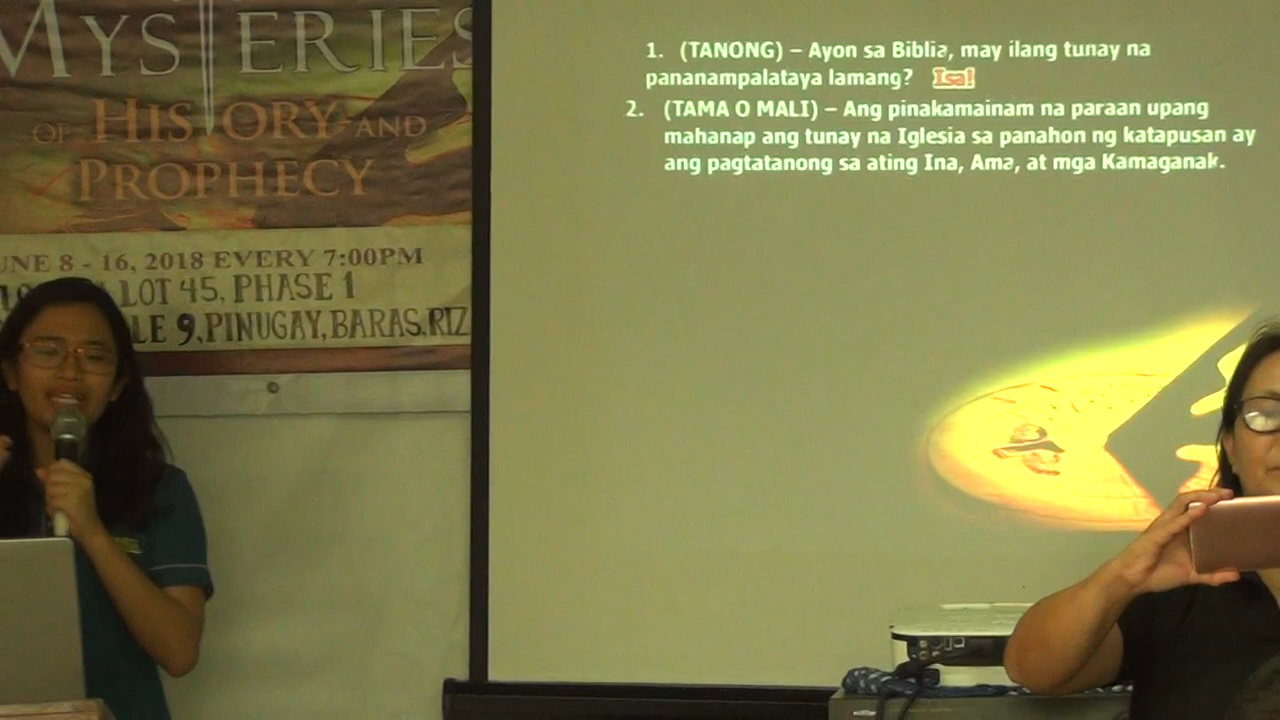 MYSTERIES
OF HISTORY AND
PROPHECY
UNE 8 - 16, 2018 EVERY 7:00PM
LOT 45, PHASE 1
LE 9, PINUGAY, BARAS, RIZ
1. (TANONG) – Ayon sa Biblia, may ilang tunay na
pananampalataya lamang? Isa!
2. (TAMA O MALI) – Ang pinakamainam na paraan upang
mahanap ang tunay na Iglesia sa panahon ng katapusan ay
ang pagtatanong sa ating Ina, Ama, at mga Kamaganak.